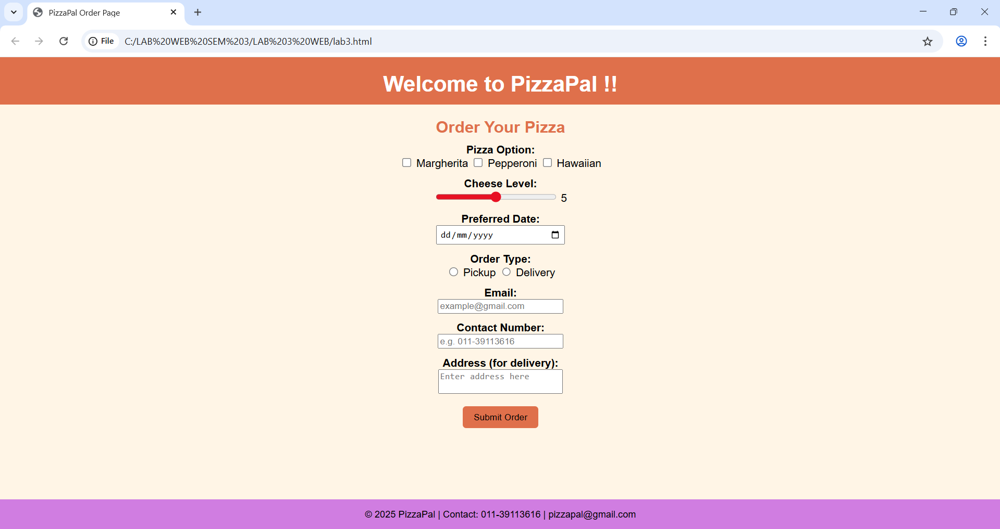 PizzaPal Order Page
File C:/LAB%20WEB%20SEM%203/LAB%203%20WEB/lab3.html
Welcome to PizzaPal !!
Order Your Pizza
Pizza Option:
Margherita Pepperoni Hawaiian
Cheese Level:
5
Preferred Date:
dd/mm/yyyy
Order Type:
Pickup Delivery
Email:
example@gmail.com
Contact Number:
e.g. 011-39113616
Address (for delivery):
Enter address here
Submit Order
© 2025 PizzaPal | Contact: 011-39113616 | pizzapal@gmail.com